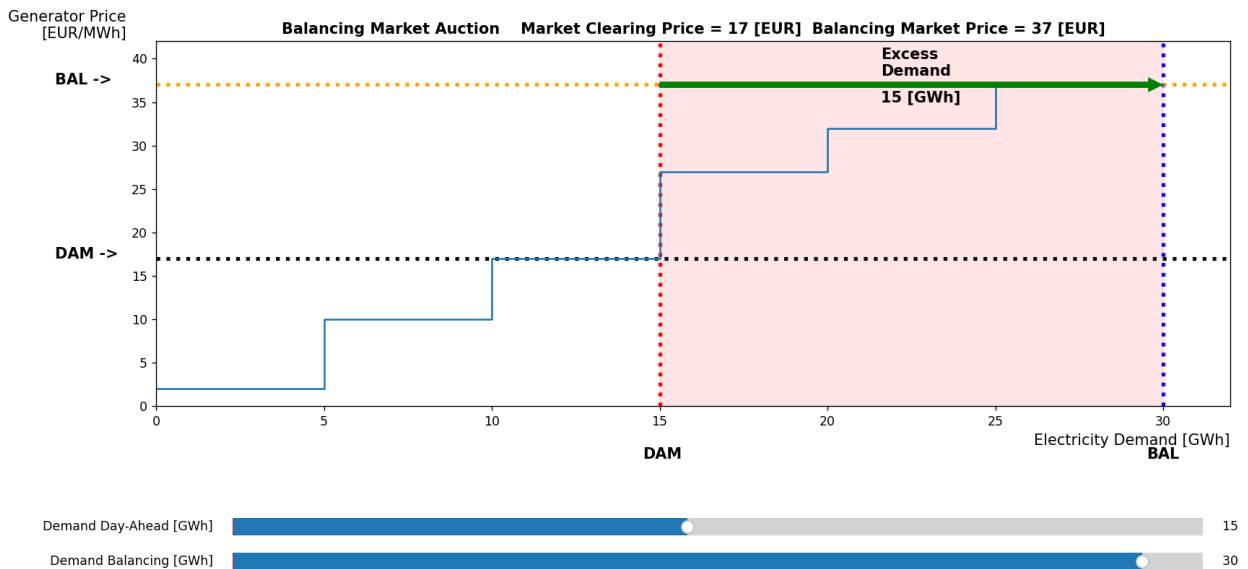 Generator Price
[EUR/MWh]
Balancing Market Auction Market Clearing Price = 17 [EUR] Balancing Market Price = 37 [EUR]
BAL ->
DAM ->
40
35
30
25
20
15
10
5
0
Excess
Demand
15 [GWh]
0 5 10 15 20 25 30
Electricity Demand [GWh]
DAM BAL
Demand Day-Ahead [GWh] 15
Demand Balancing [GWh] 30